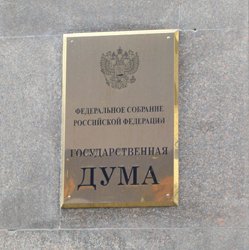 ФЕДЕРАЛЬНОЕ СОБРАНИЕ
РОССИЙСКОЙ ФЕДЕРАЦИИ
ГОСУДАРСТВЕННАЯ
ДУМА